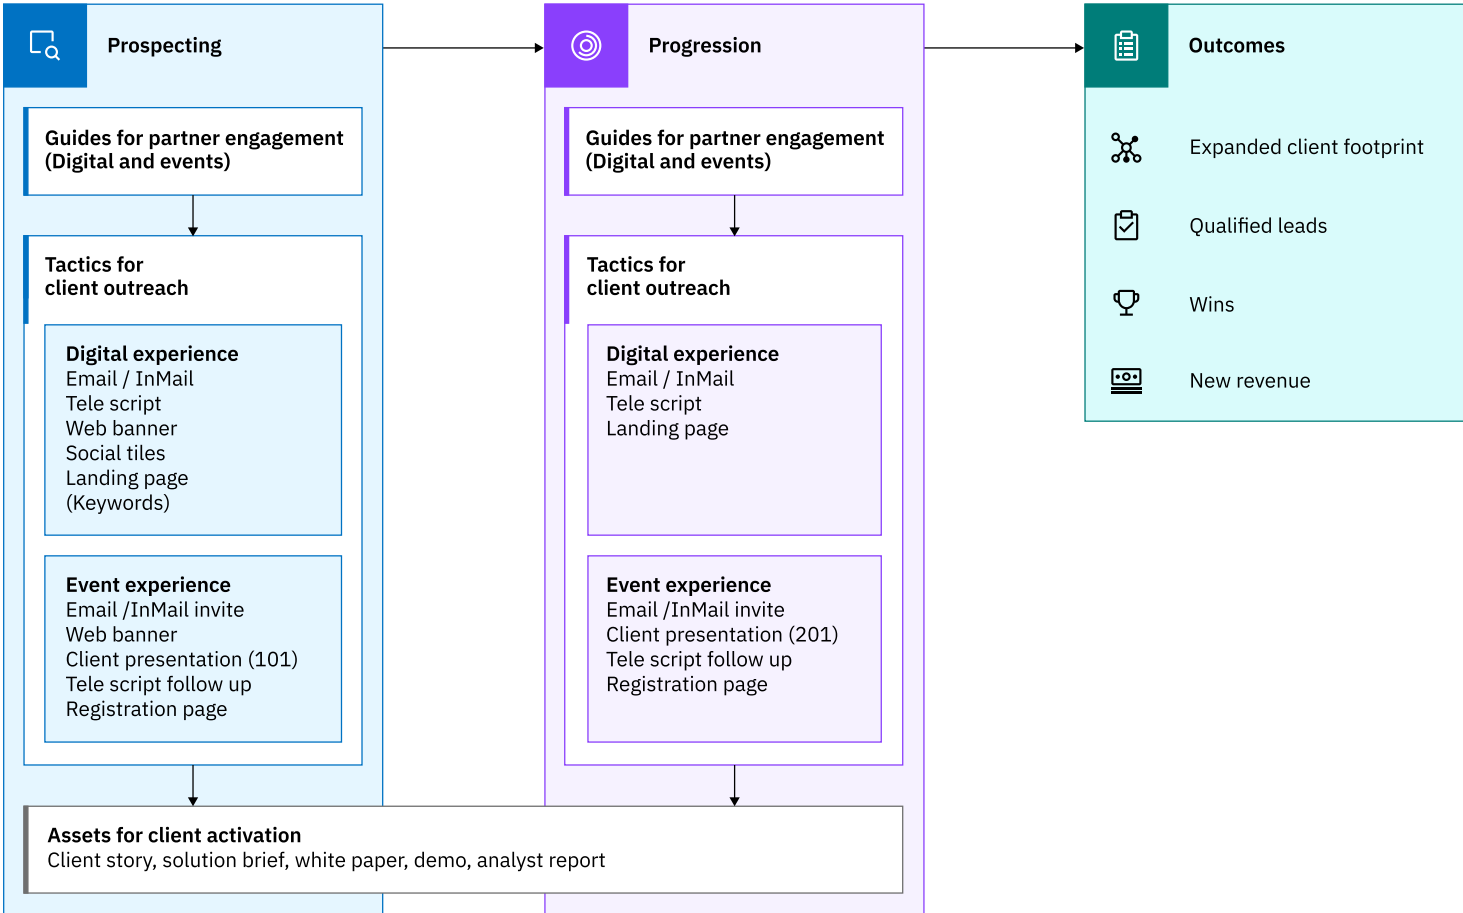 Prospecting
Guides for partner engagement
(Digital and events)
Tactics for
client outreach
Digital experience
Email / InMail
Tele script
Web banner
Social tiles
Landing page
(Keywords)
Event experience
Email /InMail invite
Web banner
Client presentation (101)
Tele script follow up
Registration page
Progression
Guides for partner engagement
(Digital and events)
Tactics for
client outreach
Digital experience
Email / InMail
Tele script
Landing page
Event experience
Email /InMail invite
Client presentation (201)
Tele script follow up
Registration page
Assets for client activation
Client story, solution brief, white paper, demo, analyst report
Outcomes
Expanded client footprint
Qualified leads
Wins
New revenue